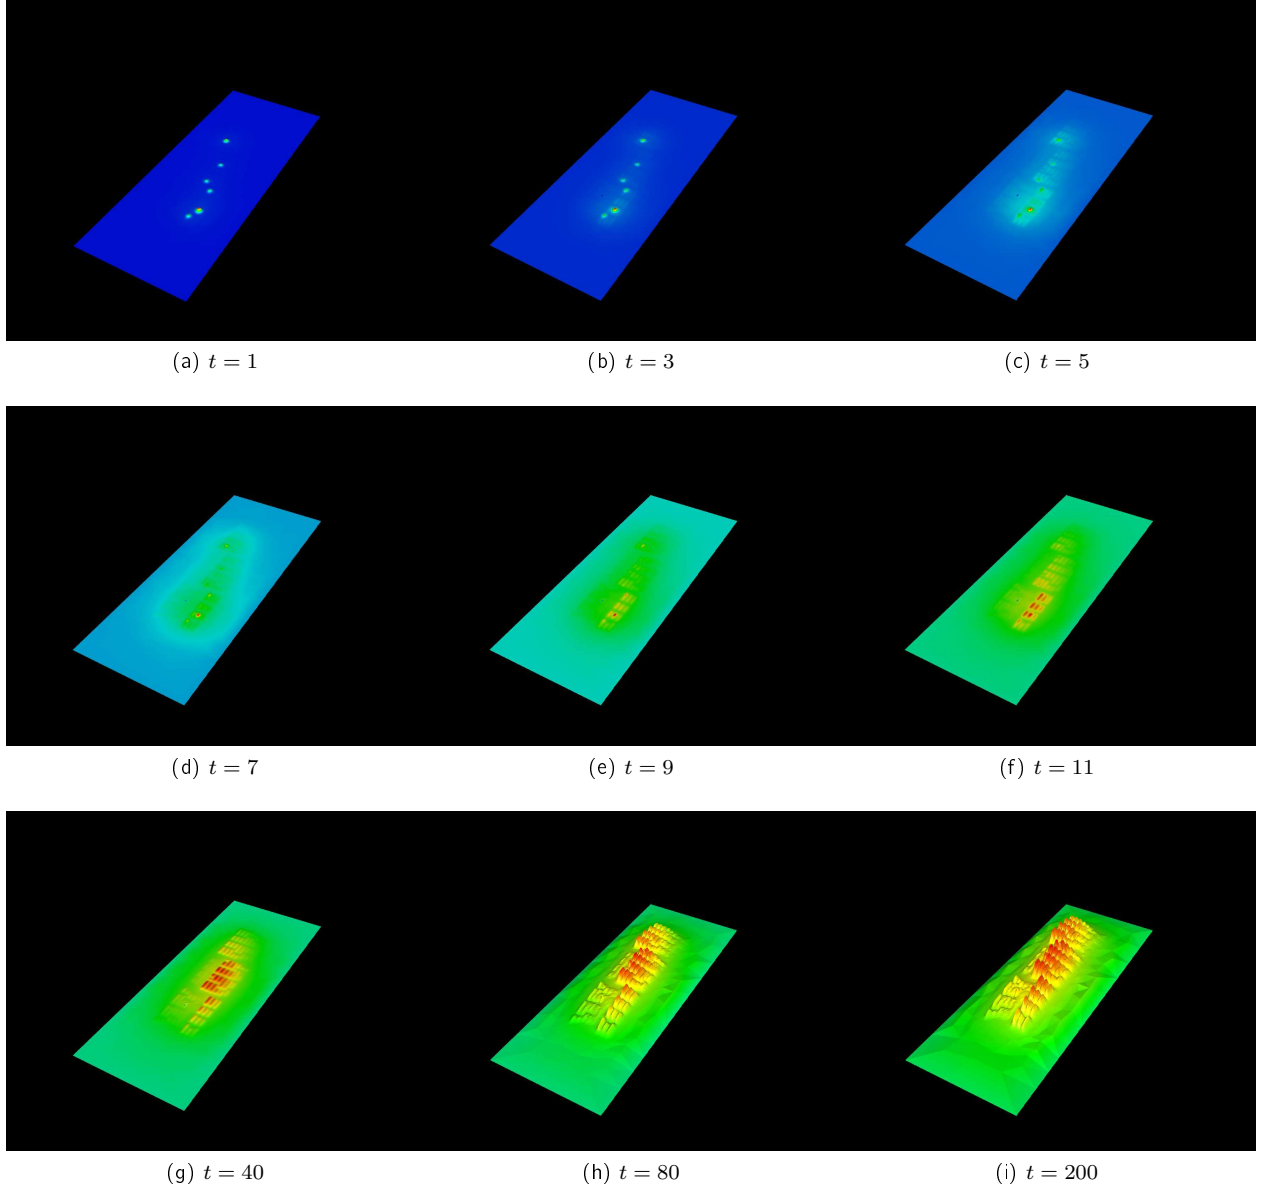 (a) t = 1
(b) t = 3
(c) t = 5
(d) t = 7
(e) t = 9
(f) t = 11
(g) t = 40
(h) t = 80
(i) t = 200